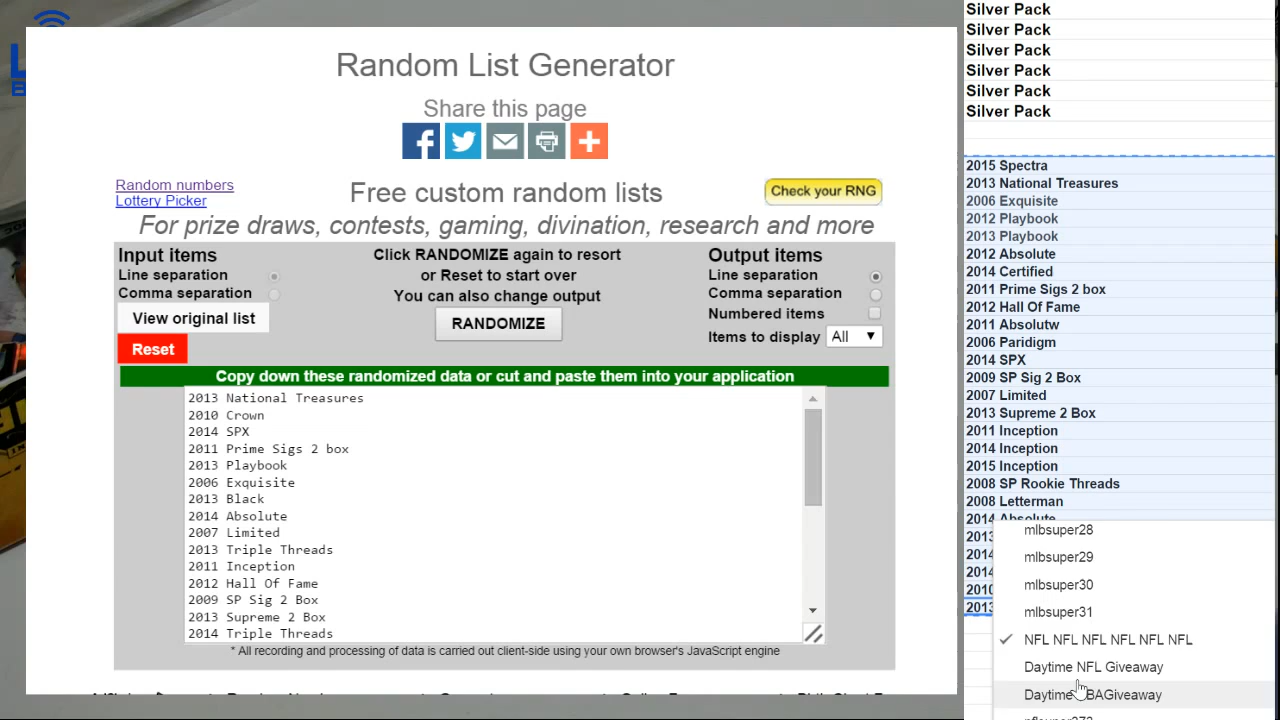 Random List Generator
Share this page
Random numbers
Lottery Picker
Free custom random lists
Check your RNG
For prize draws, contests, gaming, divination, research and more
Input items
Line separation
Comma separation
View original list
Reset
Click RANDOMIZE again to resort
or Reset to start over
You can also change output
RANDOMIZE
Output items
Line separation
Comma separation
Numbered items
Items to display All
Copy down these randomized data or cut and paste them into your application
2013 National Treasures
2010 Crown
2014 SPX
2011 Prime Sigs 2 box
2013 Playbook
2006 Exquisite
2013 Black
2014 Absolute
2007 Limited
2013 Triple Threads
2011 Inception
2012 Hall Of Fame
2009 SP Sig 2 Box
2013 Supreme 2 Box
2014 Triple Threads
* All recording and processing of data is carried out client-side using your own browser's JavaScript engine
Silver Pack
Silver Pack
Silver Pack
Silver Pack
Silver Pack
Silver Pack
2015 Spectra
2013 National Treasures
2006 Exquisite
2012 Playbook
2013 Playbook
2012 Absolute
2014 Certified
2011 Prime Sigs 2 box
2012 Hall Of Fame
2011 Absolutw
2006 Paridigm
2014 SPX
2009 SP Sig 2 Box
2007 Limited
2013 Supreme 2 Box
2011 Inception
2014 Inception
2015 Inception
2008 SP Rookie Threads
2008 Letterman
2014 Absolute
2013
2014
2014
2010
2013
mlbsuper28
mlbsuper29
mlbsuper30
mlbsuper31
NFL NFL NFL NFL NFL NFL
Daytime NFL Giveaway
Daytime BAGiveaway